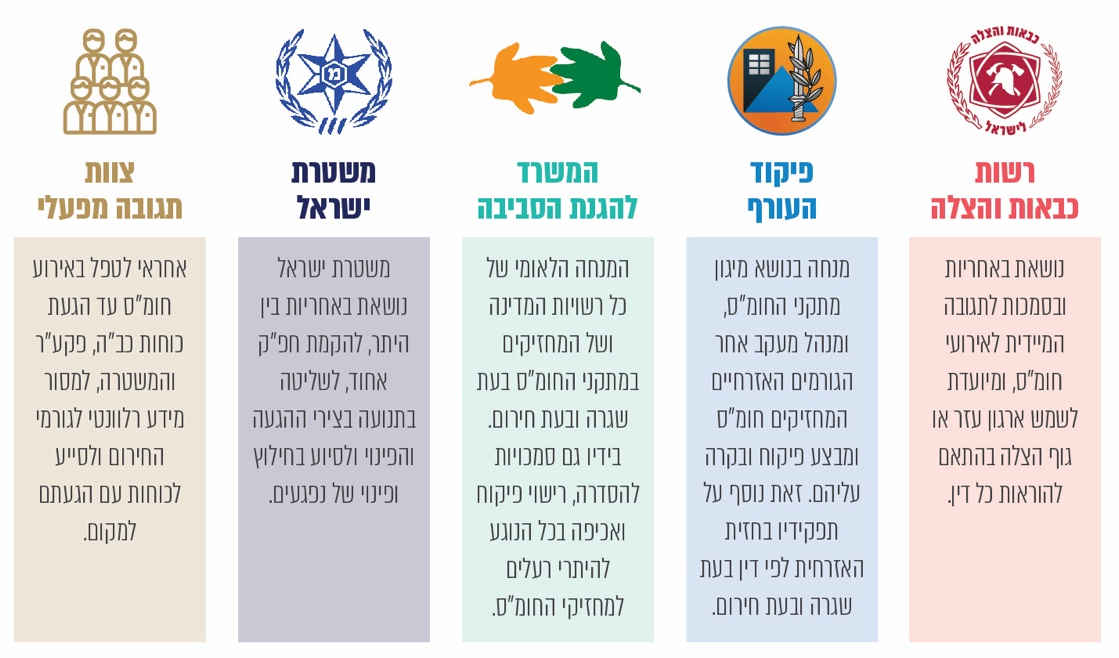 כבאות והצלה
לישראל
רשות
כבאות והצלה
נושאת באחריות
ובסמכות לתגובה
המיידית לאירועי
חומ"ס, ומיועדת
לשמש ארגון עזר או
גוף הצלה בהתאם
להוראות כל דין.
פיקוד
העורף
מנחה בנושא מיגון
מתקני החומ"ס,
ומנהל מעקב אחר
הגורמים האזרחיים
המחזיקים חומ"ס
ומבצע פיקוח ובקרה
עליהם. זאת נוסף על
תפקידיו בחזית
האזרחית לפי דין בעת
שגרה ובעת חירום.
המשרד
להגנת הסביבה
המנחה הלאומי של
כל רשויות המדינה
ושל המחזיקים
במתקני החומ"ס בעת
שגרה ובעת חירום.
בידיו גם סמכויות
להסדרה, רישוי פיקוח
ואכיפה בכל הנוגע
להיתרי רעלים
למחזיקי החומ"ס.
מ
משטרת
ישראל
משטרת ישראל
נושאת באחריות בין
היתר, להקמת חפ"ק
אחוד, לשליטה
בתנועה בצירי ההגעה
והפינוי ולסיוע בחילוץ
ופינוי של נפגעים.
צוות
תגובה מפעלי
אחראי לטפל באירוע
חומ"ס עד הגעת
כוחות כב"ה, פקע"ר
והמשטרה, למסור
מידע רלוונטי לגורמי
החירום ולסייע
לכוחות עם הגעתם
למקום.